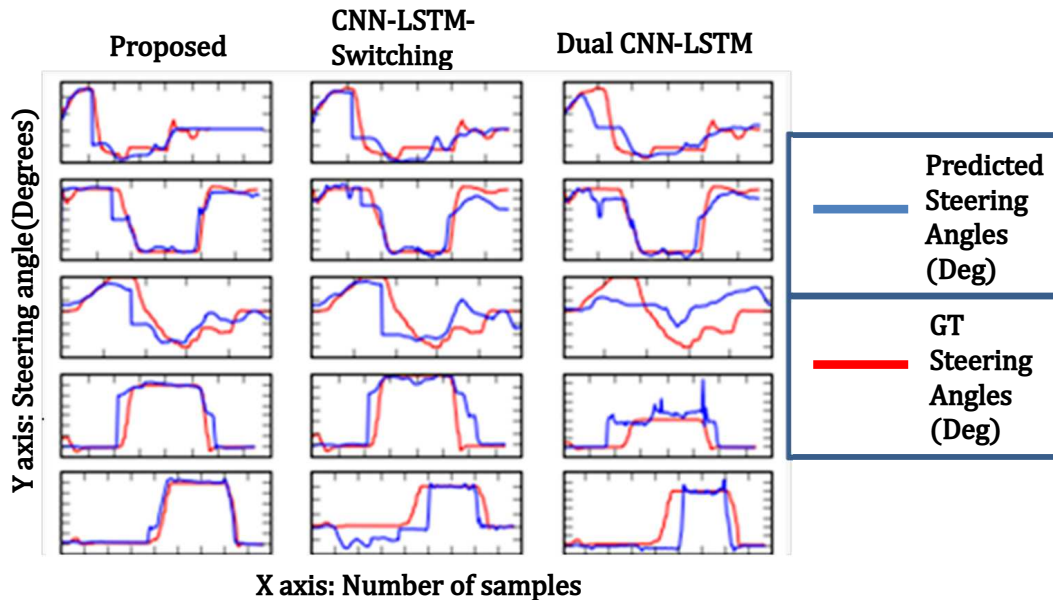 Proposed
CNN-LSTM-
Switching
Dual CNN-LSTM
Y axis: Steering angle(Degrees)
Predicted
Steering
Angles
(Deg)
GT
Steering
Angles
(Deg)
X axis: Number of samples